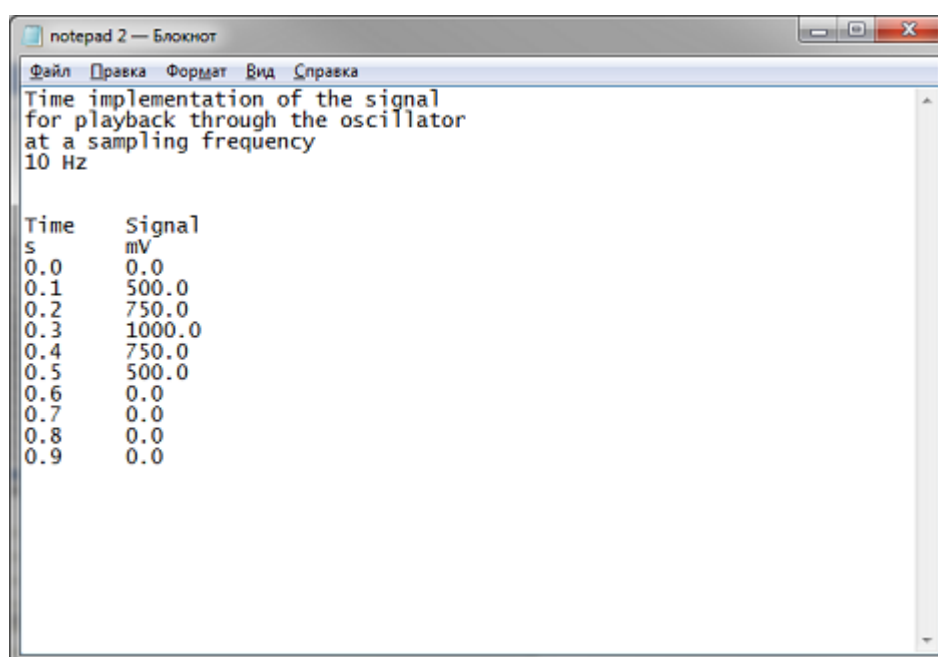 notepad 2 — Блокнот
Файл Правка Формат Вид Справка
Time implementation of the signal
for playback through the oscillator
at a sampling frequency
10 Hz
Time Signal
s mV
0.0 0.0
0.1 500.0
0.2 750.0
0.3 1000.0
0.4 750.0
0.5 500.0
0.6 0.0
0.7 0.0
0.8 0.0
0.9 0.0